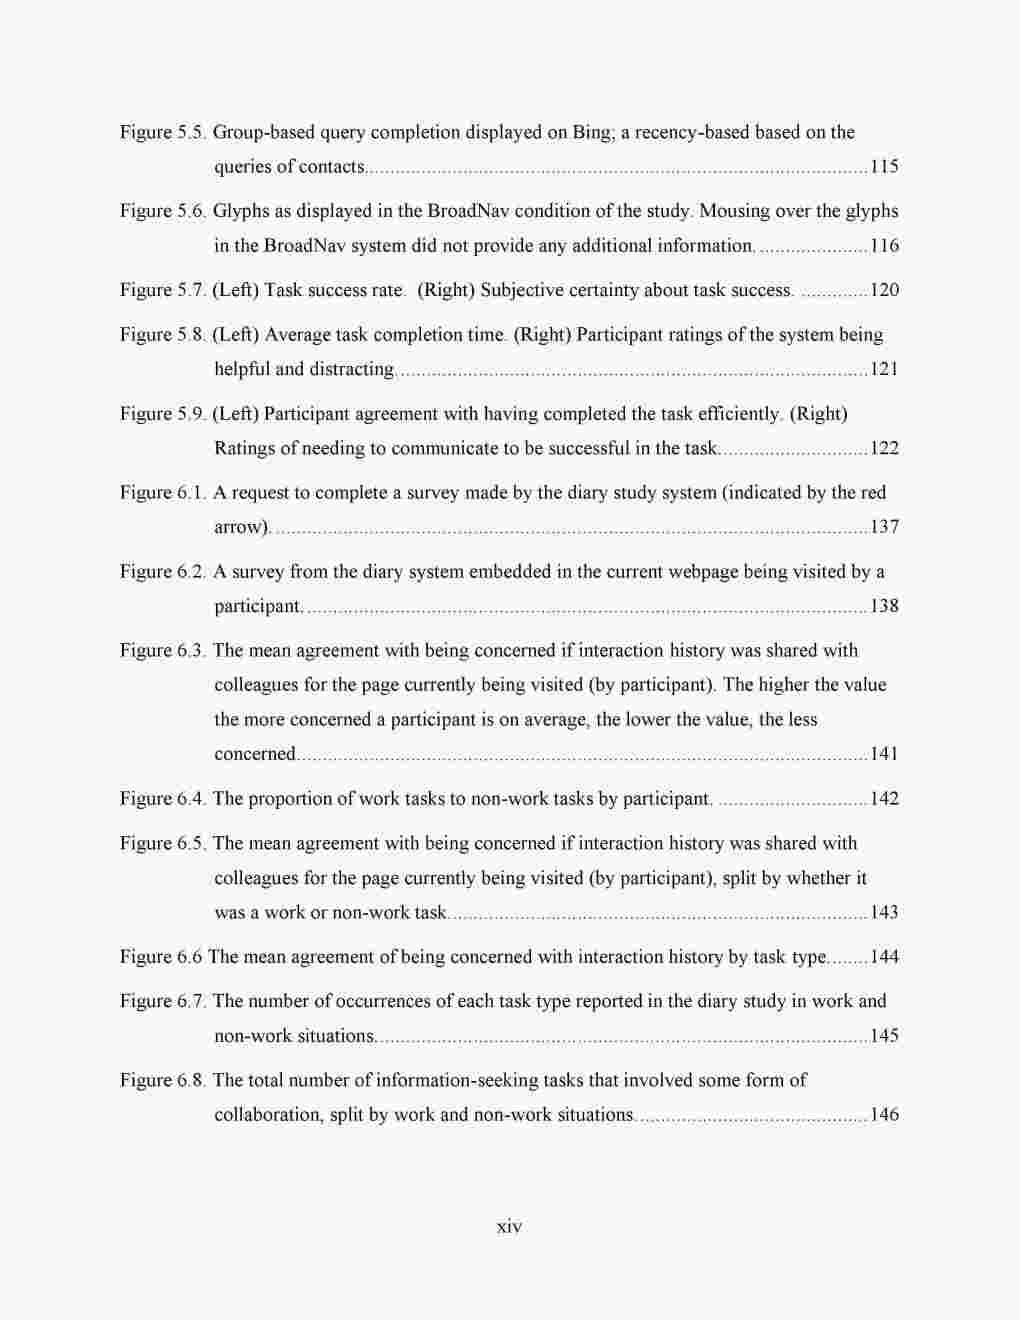 Figure 5.5. Group-based query completion displayed on Bing; a recency-based based on the
queries of contacts.................................................................................................115
Figure 5.6. Glyphs as displayed in the BroadNav condition of the study. Mousing over the glyphs
in the BroadNav system did not provide any additional information. .....................116
Figure 5.7. (Left) Task success rate.  (Right) Subjective certainty about task success. .............120
Figure 5.8. (Left) Average task completion time. (Right) Participant ratings of the system being
helpful and distracting...........................................................................................121
Figure 5.9. (Left) Participant agreement with having completed the task efficiently. (Right)
Ratings of needing to communicate to be successful in the task.............................122
Figure 6.1. A request to complete a survey made by the diary study system (indicated by the red
arrow). ...................................................................................................................137
Figure 6.2. A survey from the diary system embedded in the current webpage being visited by a
participant..............................................................................................................138
Figure 6.3. The mean agreement with being concerned if interaction history was shared with
colleagues for the page currently being visited (by participant). The higher the value
the more concerned a participant is on average, the lower the value, the less
concerned..............................................................................................................141
Figure 6.4. The proportion of work tasks to non-work tasks by participant. .............................142
Figure 6.5. The mean agreement with being concerned if interaction history was shared with
colleagues for the page currently being visited (by participant), split by whether it
was a work or non-work task.................................................................................143
Figure 6.6 The mean agreement of being concerned with interaction history by task type........144
Figure 6.7. The number of occurrences of each task type reported in the diary study in work and
non-work situations...............................................................................................145
Figure 6.8. The total number of information-seeking tasks that involved some form of
collaboration, split by work and non-work situations.............................................146
xiv